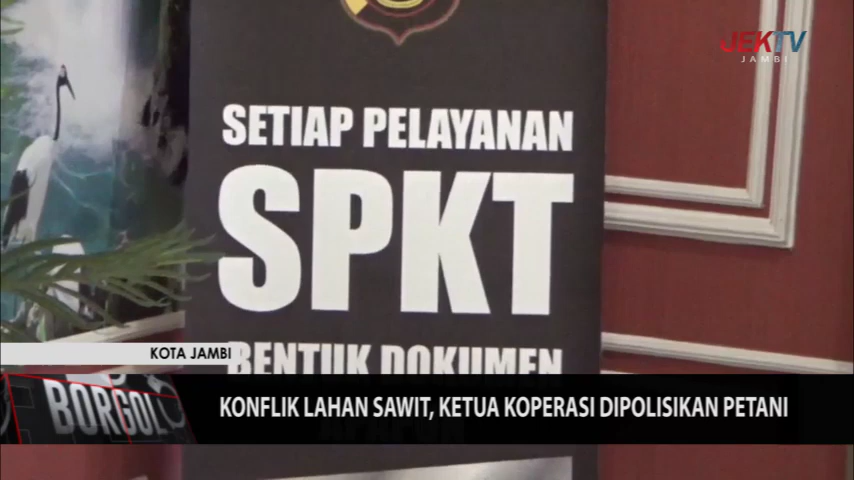 JEKTV
JAMBI
SETIAP PELAYANAN
SPKT
BENTUK DOKUMEN
KOTA JAMBI
BORGOL
KONFLIK LAHAN SAWIT, KETUA KOPERASI DIPOLISIKAN PETANI